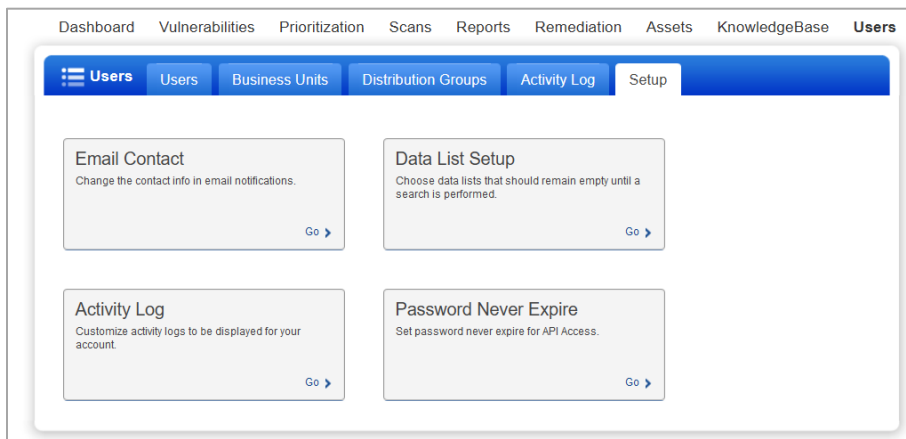 Dashboard Vulnerabilities Prioritization Scans Reports Remediation Assets KnowledgeBase Users
Users Users Business Units Distribution Groups Activity Log Setup
Email Contact
Change the contact info in email notifications.
Go
Data List Setup
Choose data lists that should remain empty until a
search is performed.
Go
Activity Log
Customize activity logs to be displayed for your
account.
Go
Password Never Expire
Set password never expire for API Access.
Go